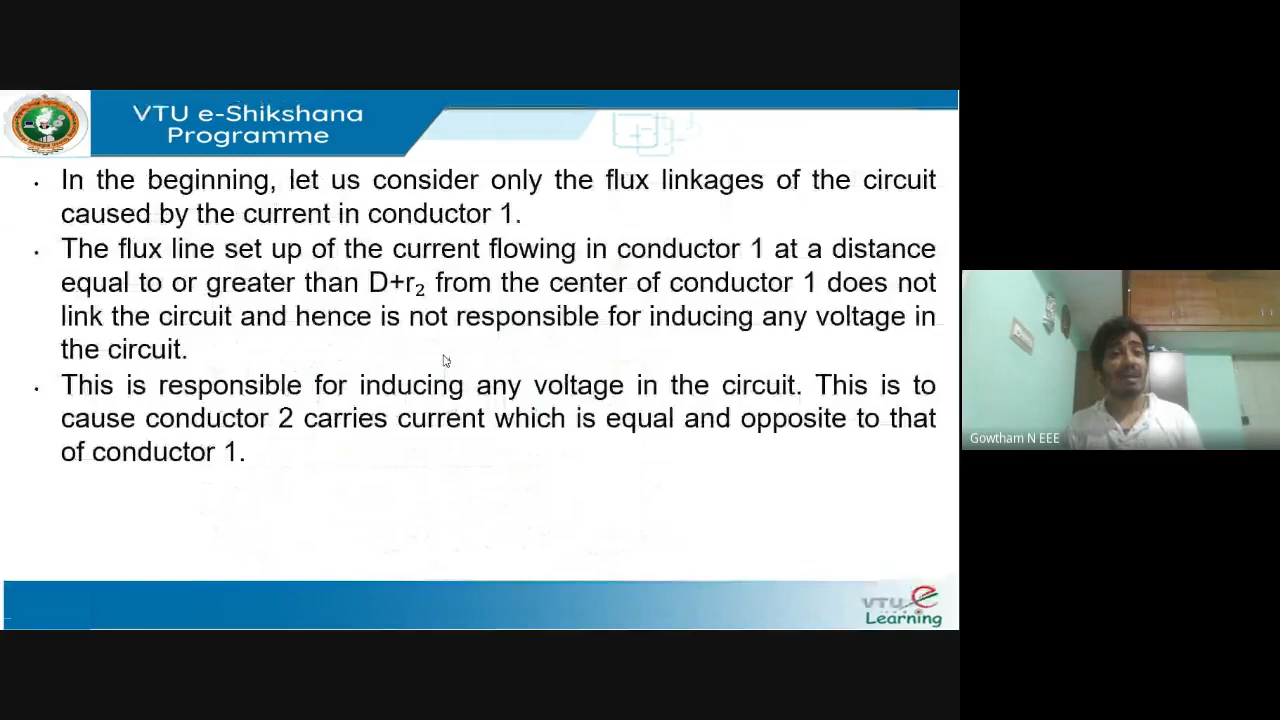 VTU e-Shikshana
Programme
• In the beginning, let us consider only the flux linkages of the circuit
caused by the current in conductor 1.
• The flux line set up of the current flowing in conductor 1 at a distance
equal to or greater than D+r₂ from the center of conductor 1 does not
link the circuit and hence is not responsible for inducing any voltage in
the circuit.
• This is responsible for inducing any voltage in the circuit. This is to
cause conductor 2 carries current which is equal and opposite to that
of conductor 1.
Gowtham N EEE
VTU e
Learning